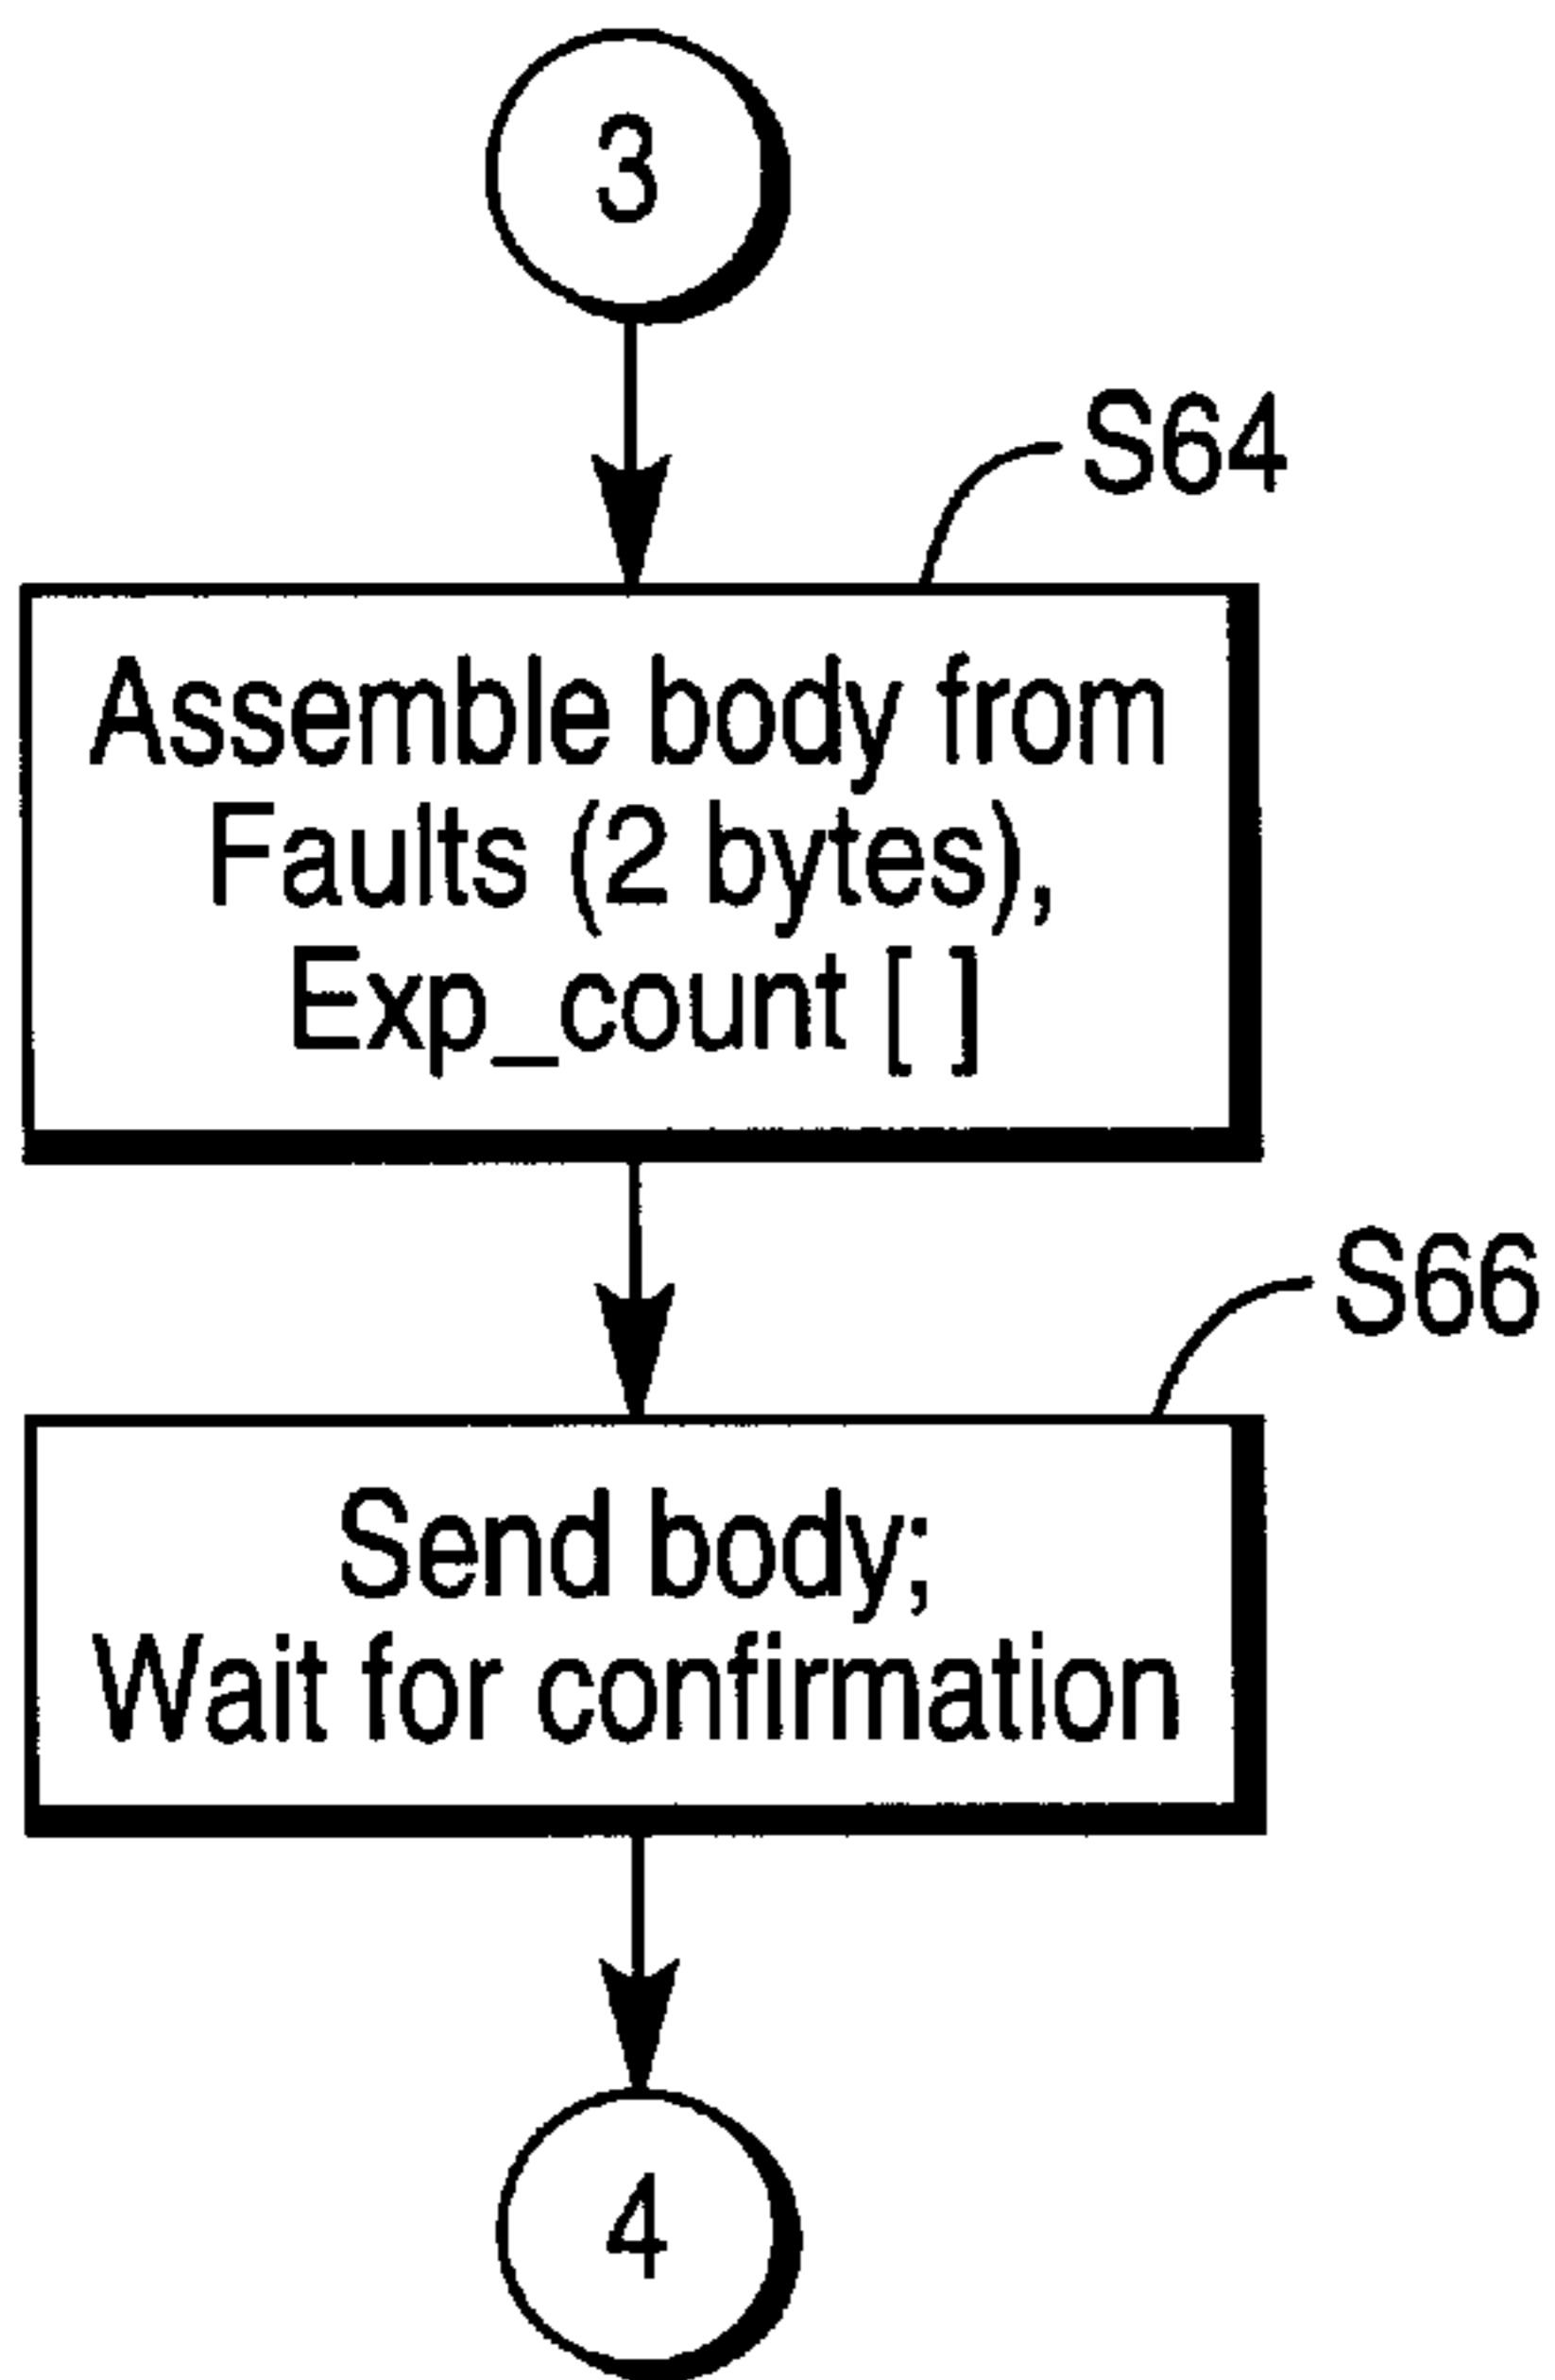 3
S64
Assemble body from
Faults (2 bytes),
Exp_count [ ]
S66
Send body;
Wait for confirmation
4